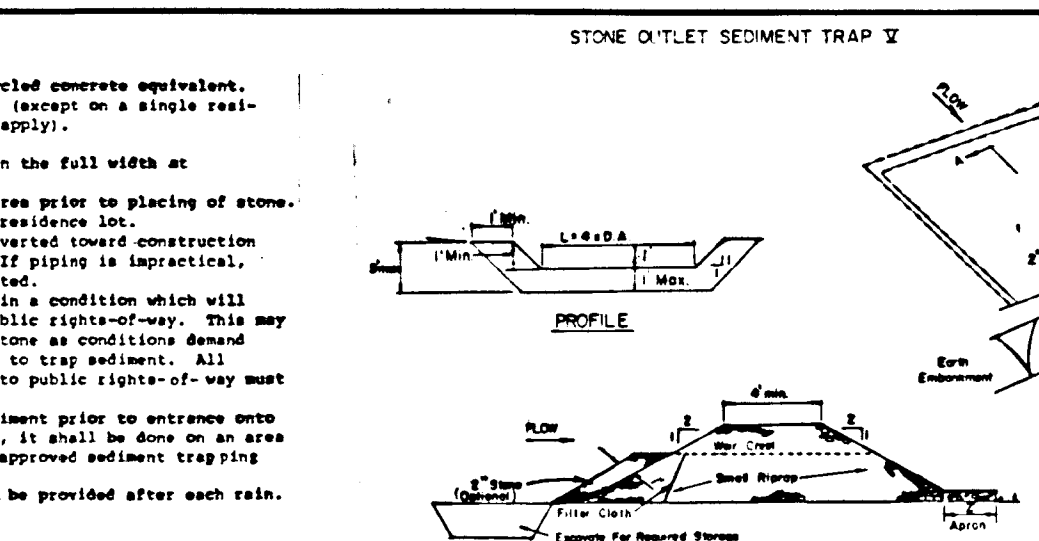 STONE OUTLET SEDIMENT TRAP V
cled concrete equivalent.
(except on a single resi-
apply).
n the full width at
rea prior to placing of stone.
residence lot.
verted toward construction
If piping is impractical,
ted.
in a condition which will
blic rights-of-way. This may
tone as conditions demand
to trap sediment. All
to public rights-of-way must
iment prior to entrance onto
, it shall be done on an area
approved sediment trapping
be provided after each rain.
1' Min.
L=4xD.A
1' Min
1'
1
1
1' Max.
PROFILE
FLOW
A
2"
Earth
Embankment
4' min.
FLOW
2
1
2
1
Weir Crest
2" Stone
(Optional)
Small Riprap
Filter Cloth
Apron
Excavate For Required Storage